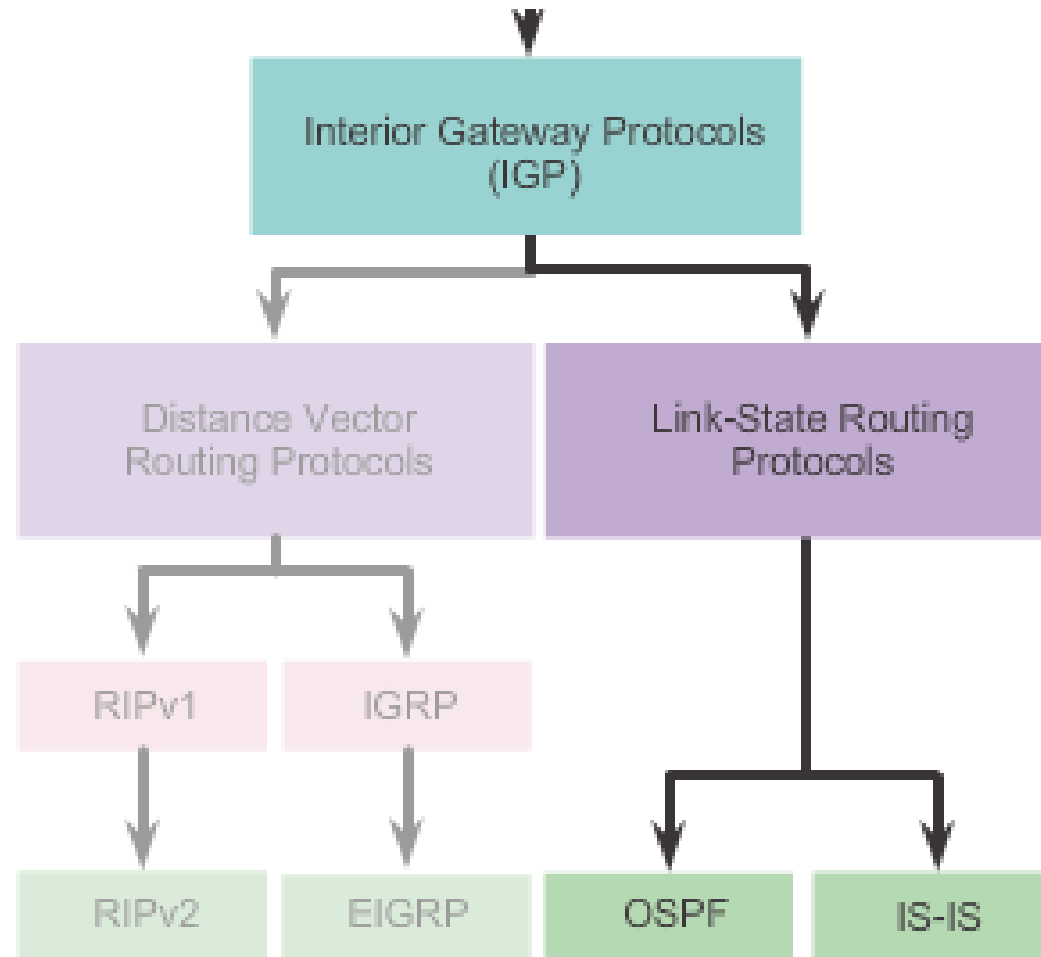 Interior Gateway Protocols
(IGP)
Distance Vector
Routing Protocols
Link-State Routing
Protocols
RIPv1
IGRP
RIPv2
EIGRP
OSPF
IS-IS